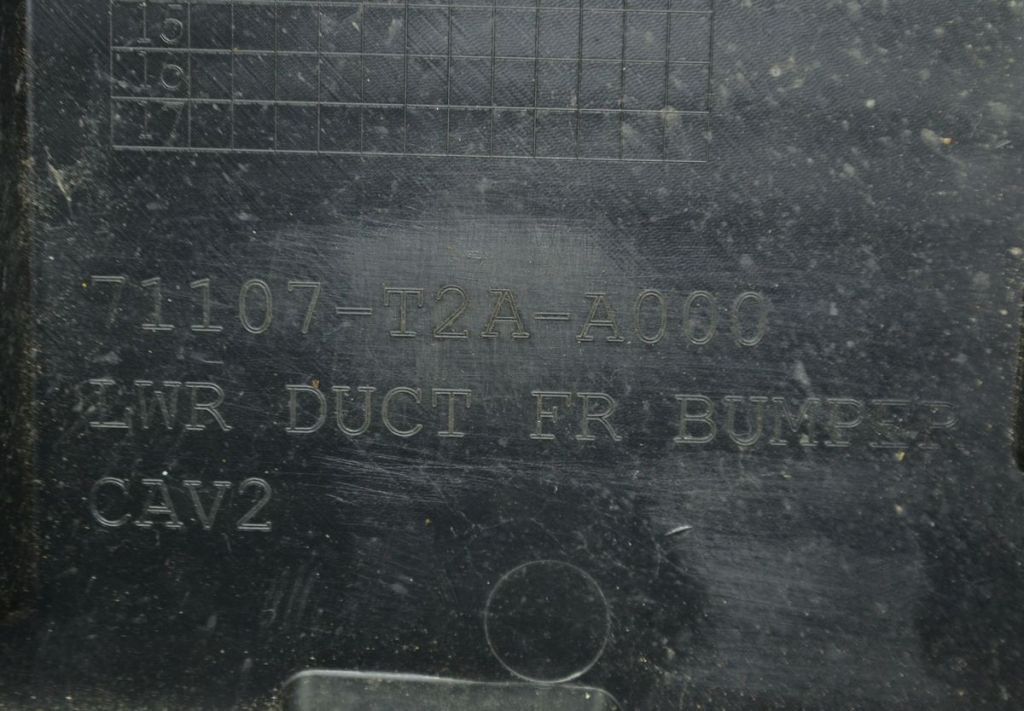 15
16
17
71107-T2A-A000
LWR DUCT FR BUMPER
CAV2